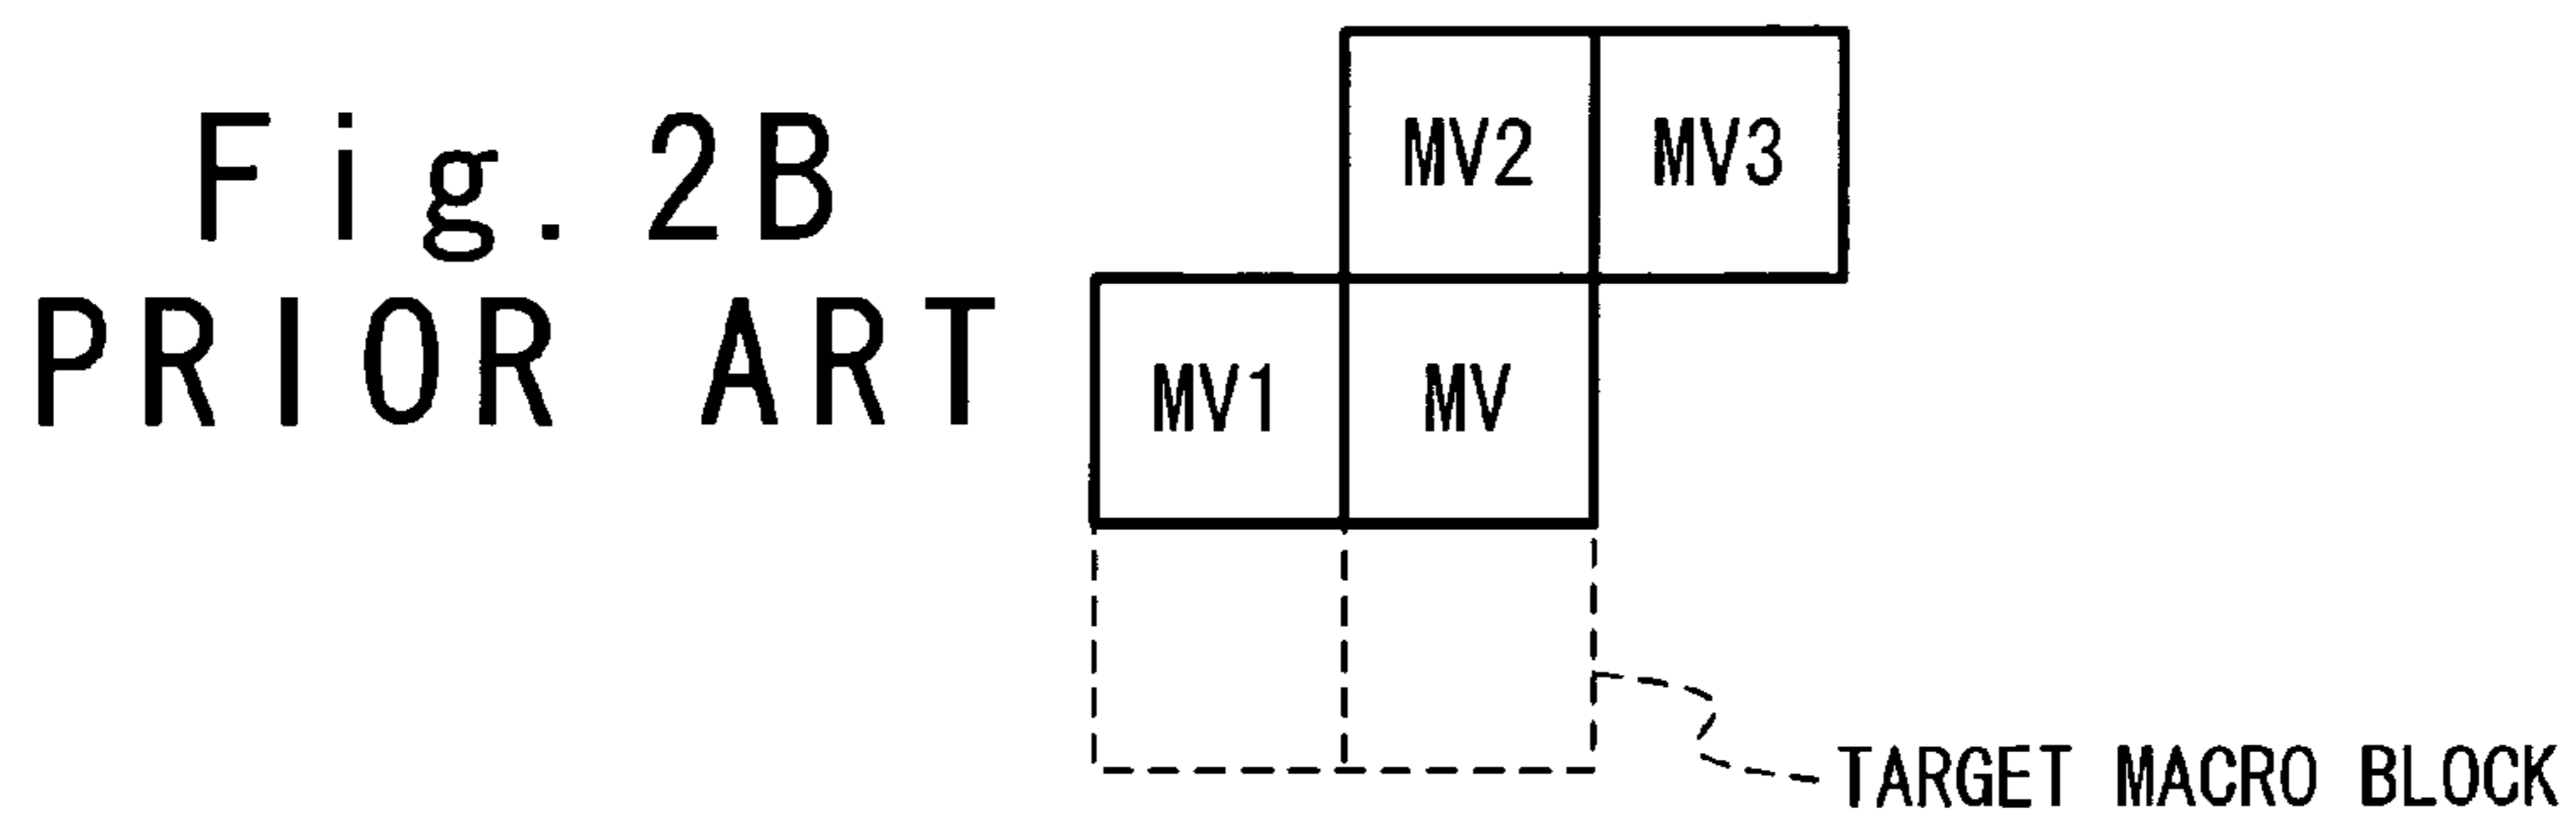 Fig. 2B
PRIOR ART
MV2 MV3
MV1 MV
TARGET MACRO BLOCK